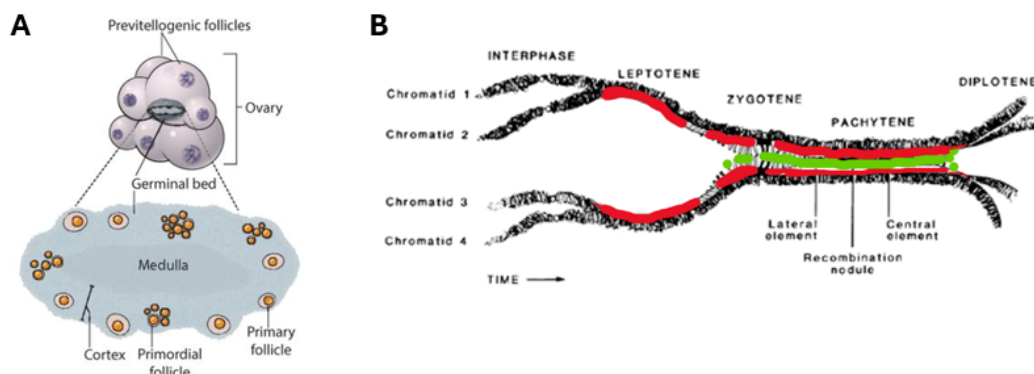 A
Previtellogenic follicles
Ovary
Germinal bed
Medulla
Cortex
Primordial
follicle
Primary
follicle
B
INTERPHASE
LEPTOTENE
ZYGOTENE
PACHYTENE
DIPLOTENE
Chromatid 1
Chromatid 2
Chromatid 3
Chromatid 4
Lateral
element
Central
element
Recombination
nodule
TIME